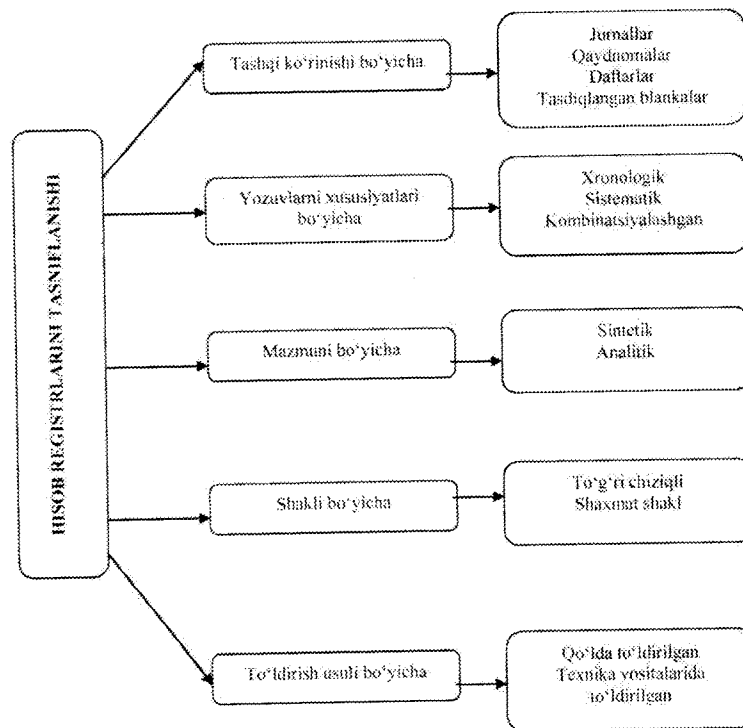 HISOB REGISTRLARINI TASNIFLANISHI
Tashqi ko‘rinishi bo‘yicha
Jurnallar
Qaydnomalar
Daftarlar
Tasdiqlangan blankalar
Yozuvlarni xususiyatlari
bo‘yicha
Xronologik
Sistematik
Kombinatsiyalashgan
Mazmuni bo‘yicha
Sintetik
Analitik
Shakli bo‘yicha
To‘g‘ri chiziqli
Shaxmat shakl
To‘ldirish usuli bo‘yicha
Qo‘lda to‘ldirilgan
Texnika vositalarida
to‘ldirilgan